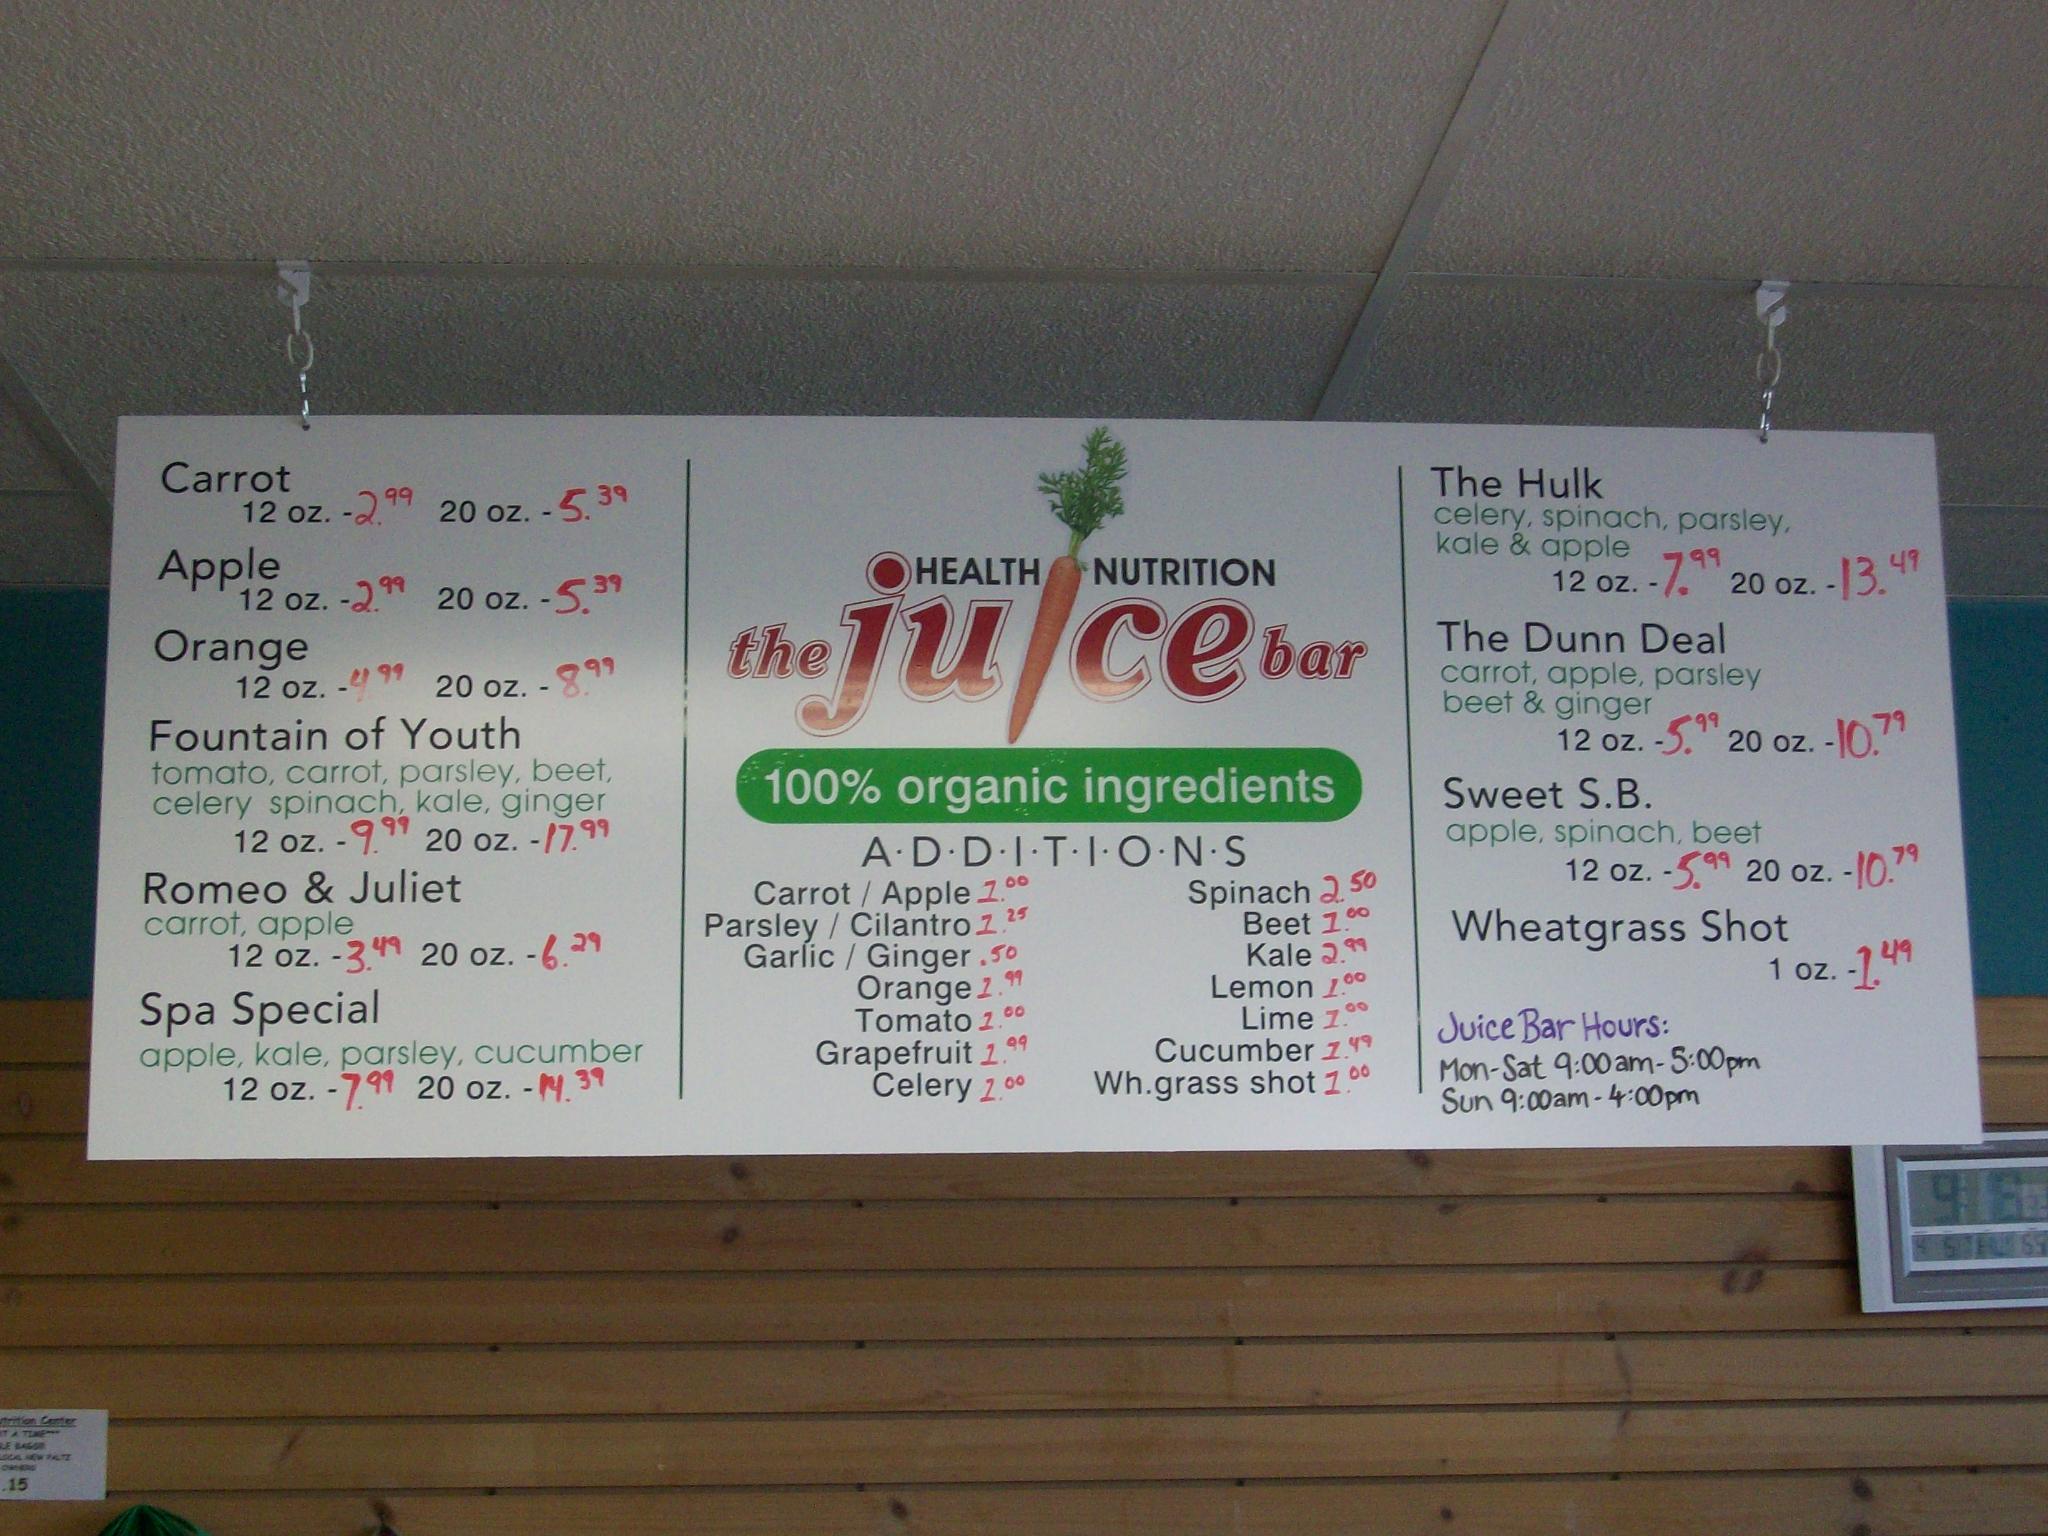 Carrot
12 oz. -2.99 20 oz. -5.39
Apple
12 oz. -2.99 20 oz. -5.39
Orange
12 oz. -4.99 20 oz. -8.99
Fountain of Youth
tomato, carrot, parsley, beet,
celery spinach, kale, ginger
12 oz. -9.99 20 oz. -17.99
Romeo & Juliet
carrot, apple
12 oz. -3.49 20 oz. -6.29
Spa Special
apple, kale, parsley, cucumber
12 oz. -7.99 20 oz. -14.39
HEALTH NUTRITION
the juice bar
100% organic ingredients
A·D·D·I·T·I·O·N·S
Carrot / Apple 1.00
Parsley / Cilantro 1.25
Garlic / Ginger .50
Orange 1.99
Tomato 1.00
Grapefruit 1.99
Celery 1.00
Spinach 2.50
Beet 1.00
Kale 2.99
Lemon 1.00
Lime 1.00
Cucumber 1.49
Wh.grass shot 1.00
The Hulk
celery, spinach, parsley,
kale & apple
12 oz. -7.99 20 oz. -13.49
The Dunn Deal
carrot, apple, parsley
beet & ginger
12 oz. -5.99 20 oz. -10.79
Sweet S.B.
apple, spinach, beet
12 oz. -5.99 20 oz. -10.79
Wheatgrass Shot
1 oz. -1.49
Juice Bar Hours:
Mon-Sat 9:00am-5:00pm
Sun 9:00am-4:00pm
Center
A TIME
LOCAL NEW PALTZ
OWNERS
.15